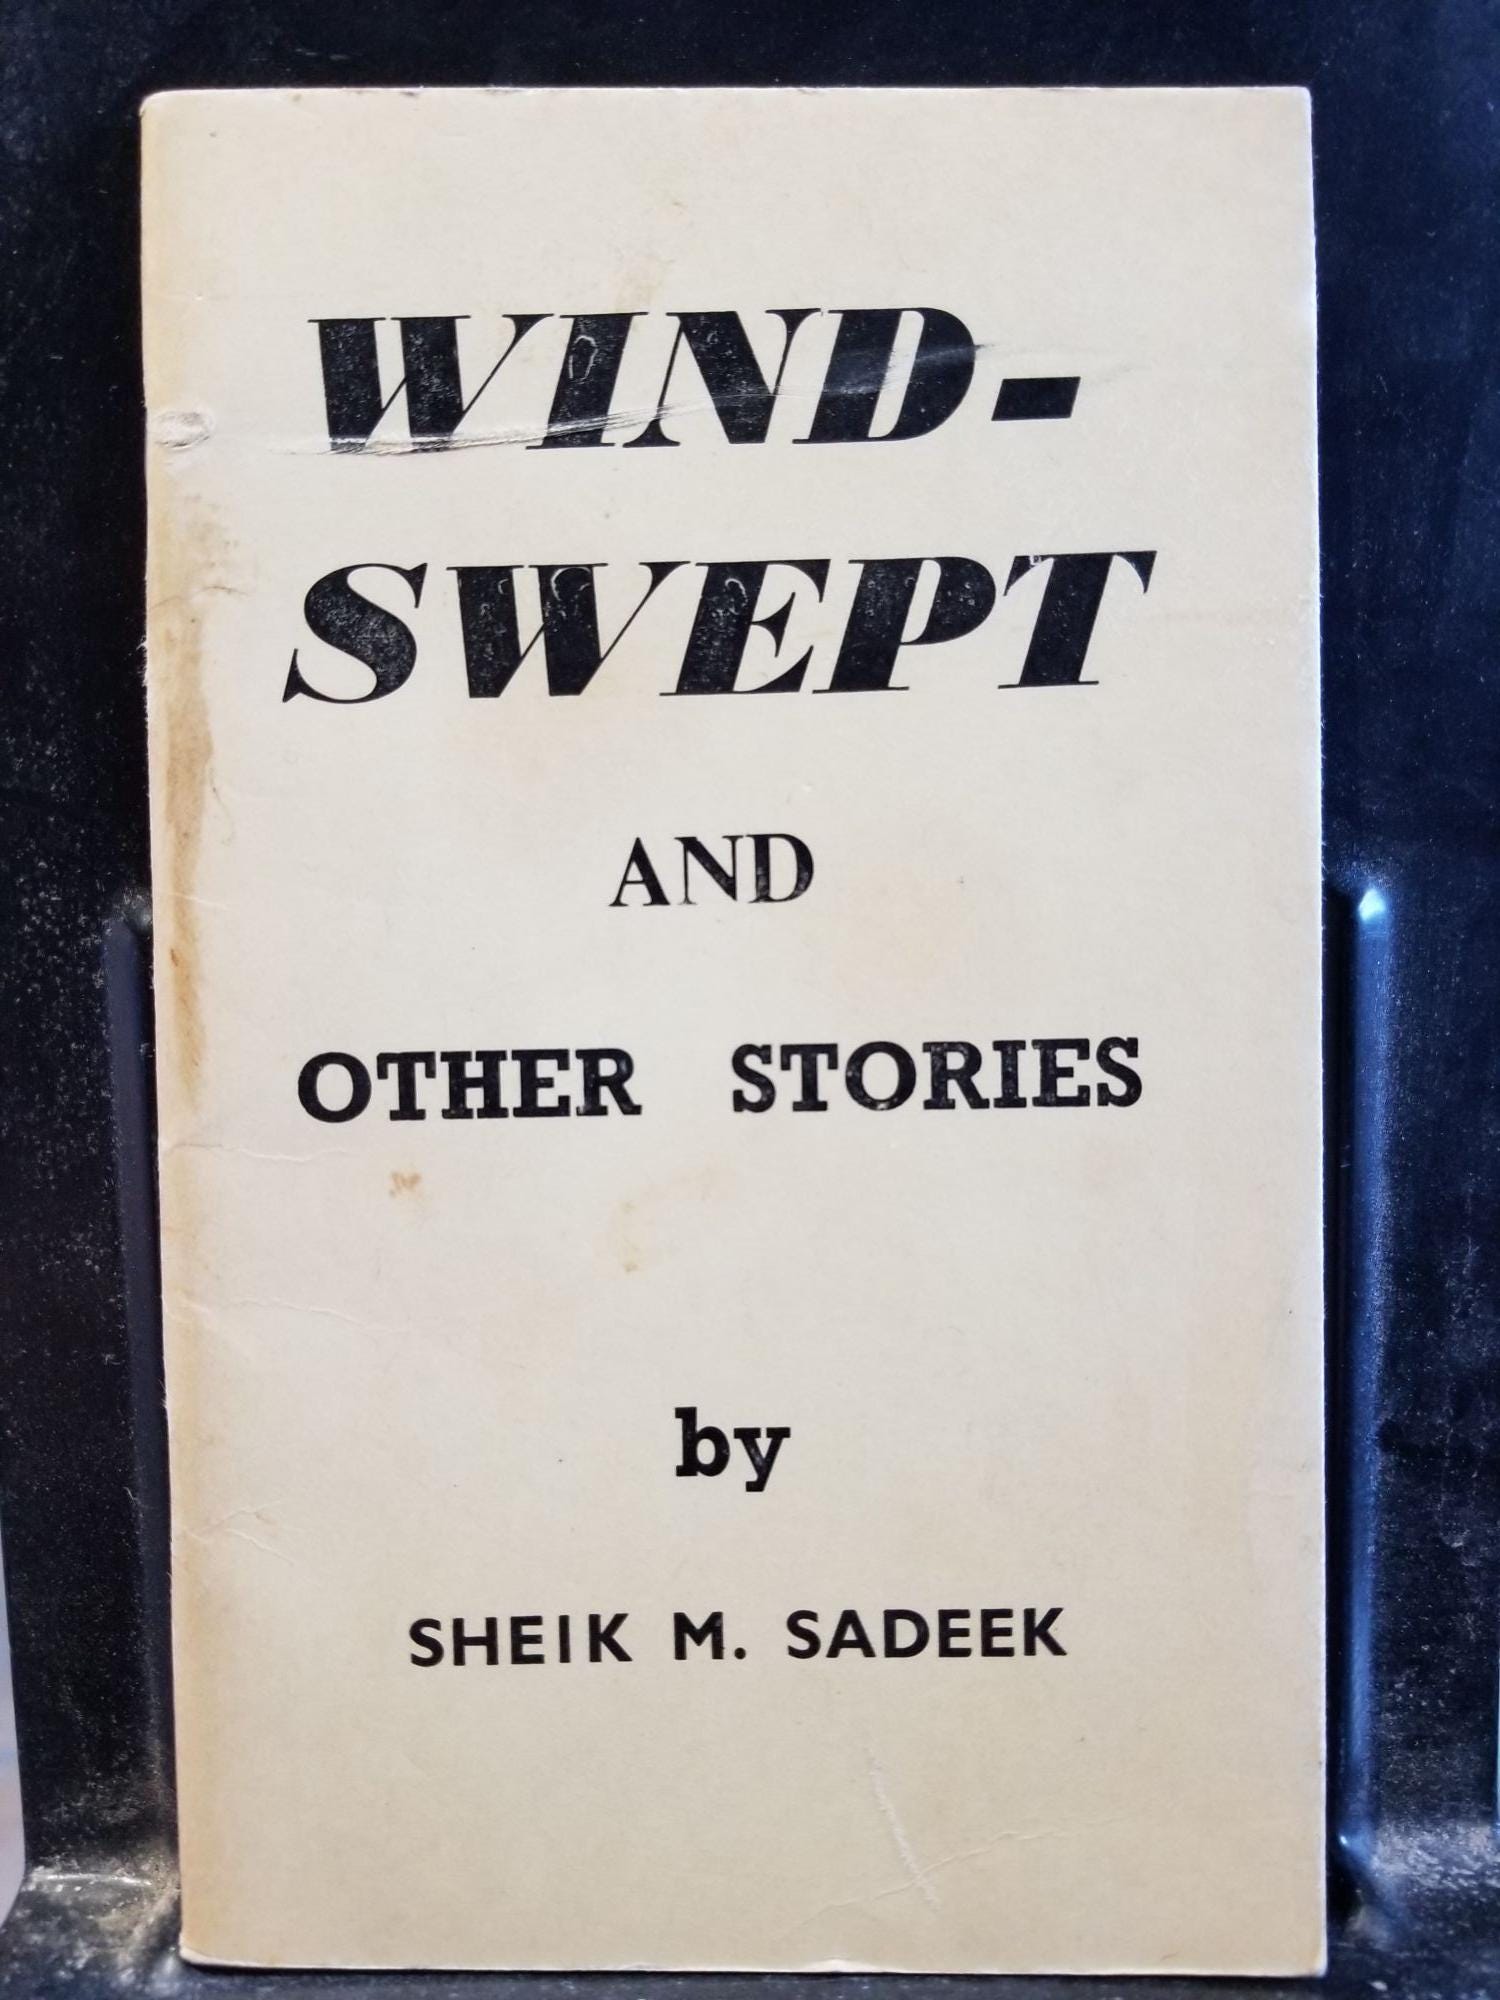 WIND-
SWEPT
AND
OTHER STORIES
by
SHEIK M. SADEEK